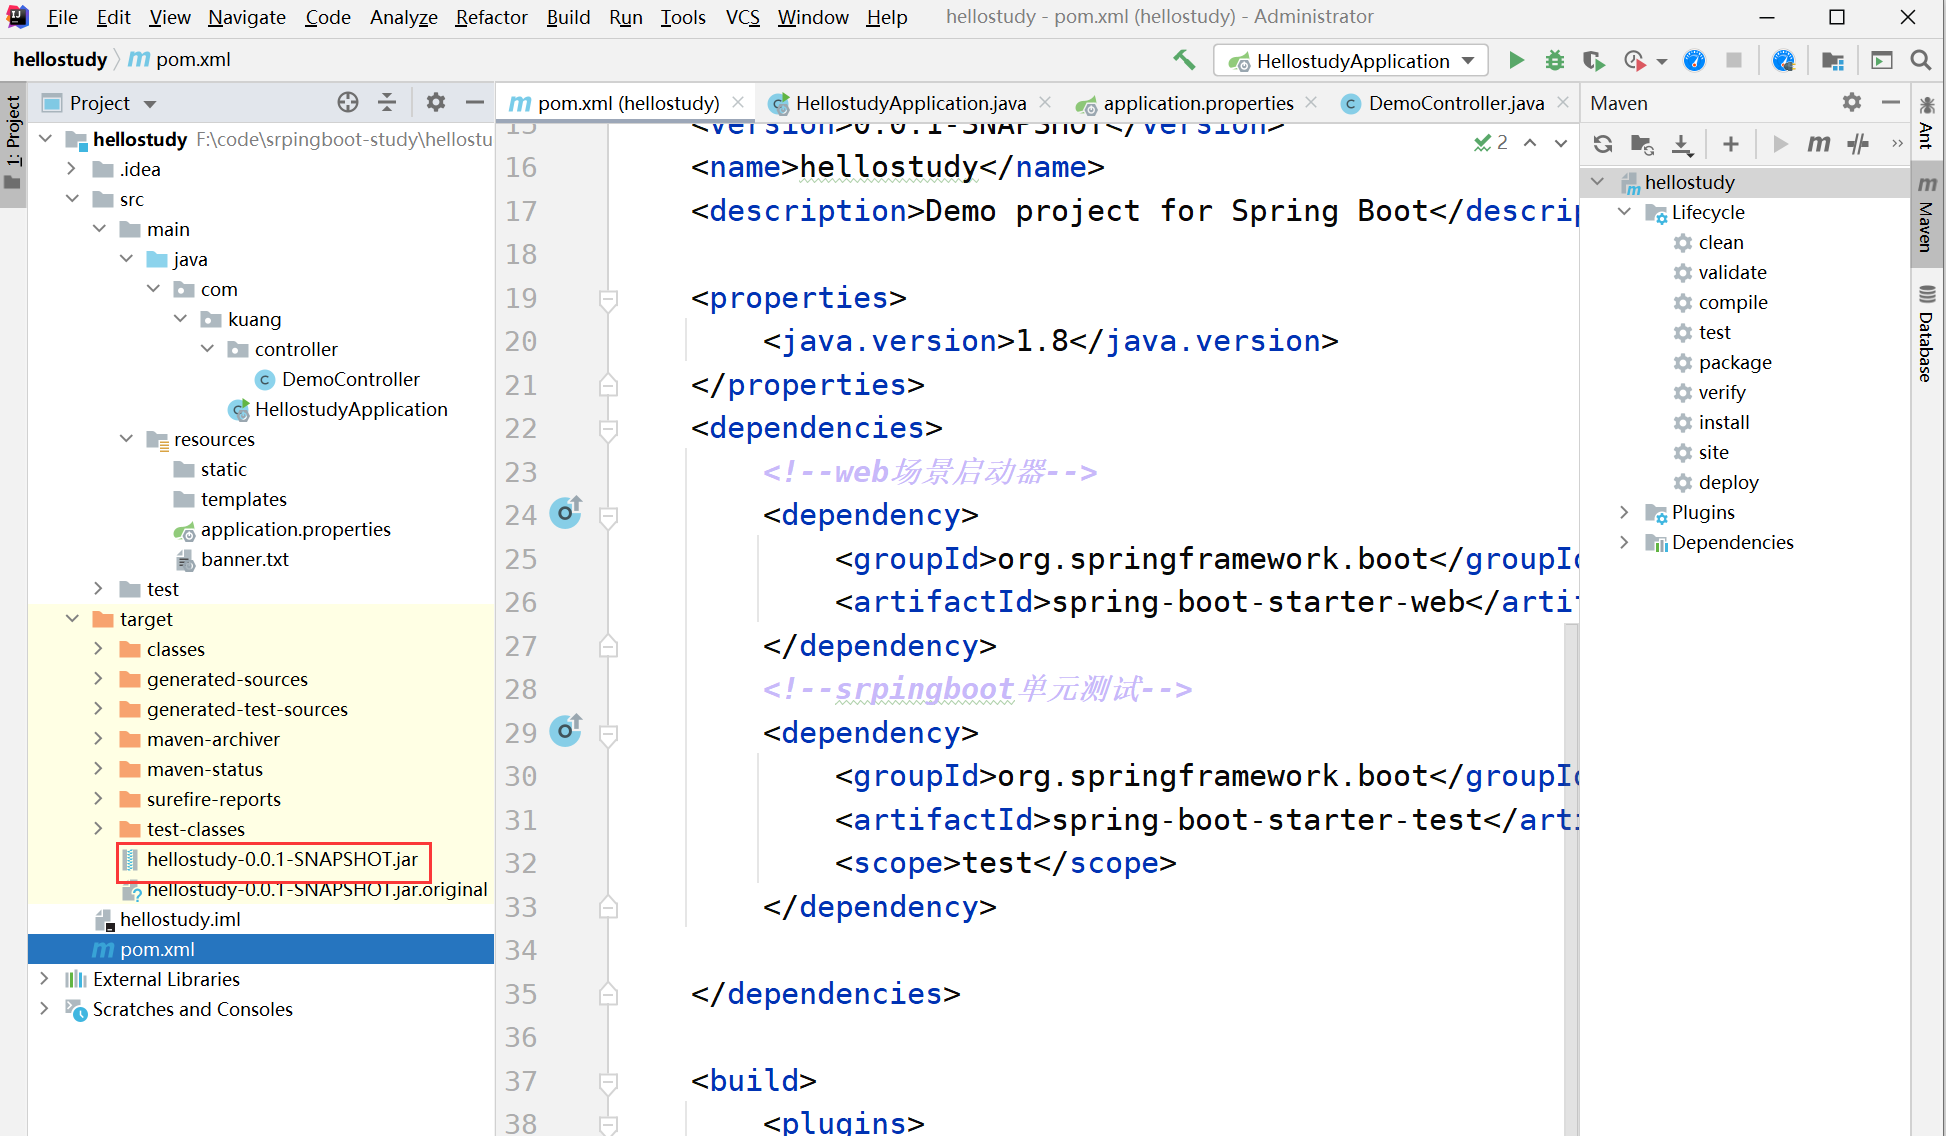 File Edit View Navigate Code Analyze Refactor Build Run Tools VCS Window Help hellostudy - pom.xml (hellostudy) - Administrator
hellostudy pom.xml
HellostudyApplication
1: Project
Project
hellostudy F:\code\srpingboot-study\hellostu
.idea
src
main
java
com
kuang
controller
DemoController
HellostudyApplication
resources
static
templates
application.properties
banner.txt
test
target
classes
generated-sources
generated-test-sources
maven-archiver
maven-status
surefire-reports
test-classes
hellostudy-0.0.1-SNAPSHOT.jar
hellostudy-0.0.1-SNAPSHOT.jar.original
hellostudy.iml
pom.xml
External Libraries
Scratches and Consoles
pom.xml (hellostudy) HellostudyApplication.java application.properties DemoController.java
2
15 <version>0.0.1-SNAPSHOT</version>
16 <name>hellostudy</name>
17 <description>Demo project for Spring Boot</descrip
18
19 <properties>
20 <java.version>1.8</java.version>
21 </properties>
22 <dependencies>
23 <!--web场景启动器-->
24 <dependency>
25 <groupId>org.springframework.boot</groupId
26 <artifactId>spring-boot-starter-web</artif
27 </dependency>
28 <!--srpingboot单元测试-->
29 <dependency>
30 <groupId>org.springframework.boot</groupId
31 <artifactId>spring-boot-starter-test</arti
32 <scope>test</scope>
33 </dependency>
34
35 </dependencies>
36
37 <build>
38 <plugins>
Maven
hellostudy
Lifecycle
clean
validate
compile
test
package
verify
install
site
deploy
Plugins
Dependencies
Ant
Maven
Database